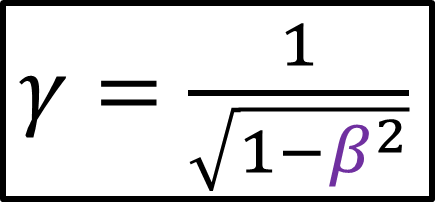 γ = 1 / √(1−β²)